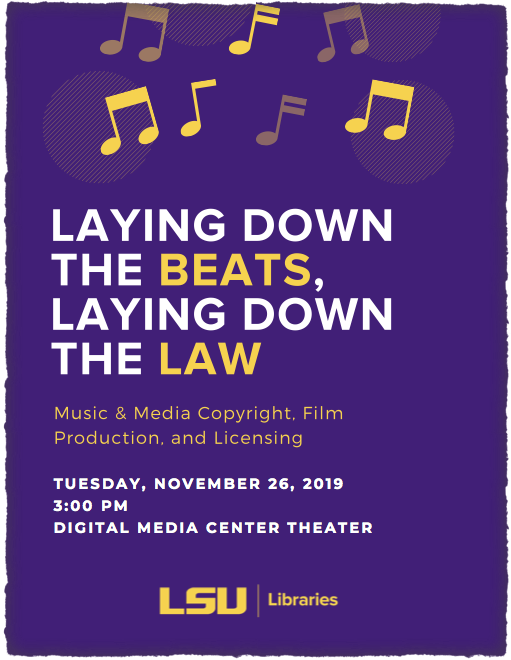 LAYING DOWN
THE BEATS,
LAYING DOWN
THE LAW
Music & Media Copyright, Film
Production, and Licensing
TUESDAY, NOVEMBER 26, 2019
3:00 PM
DIGITAL MEDIA CENTER THEATER
LSU | Libraries